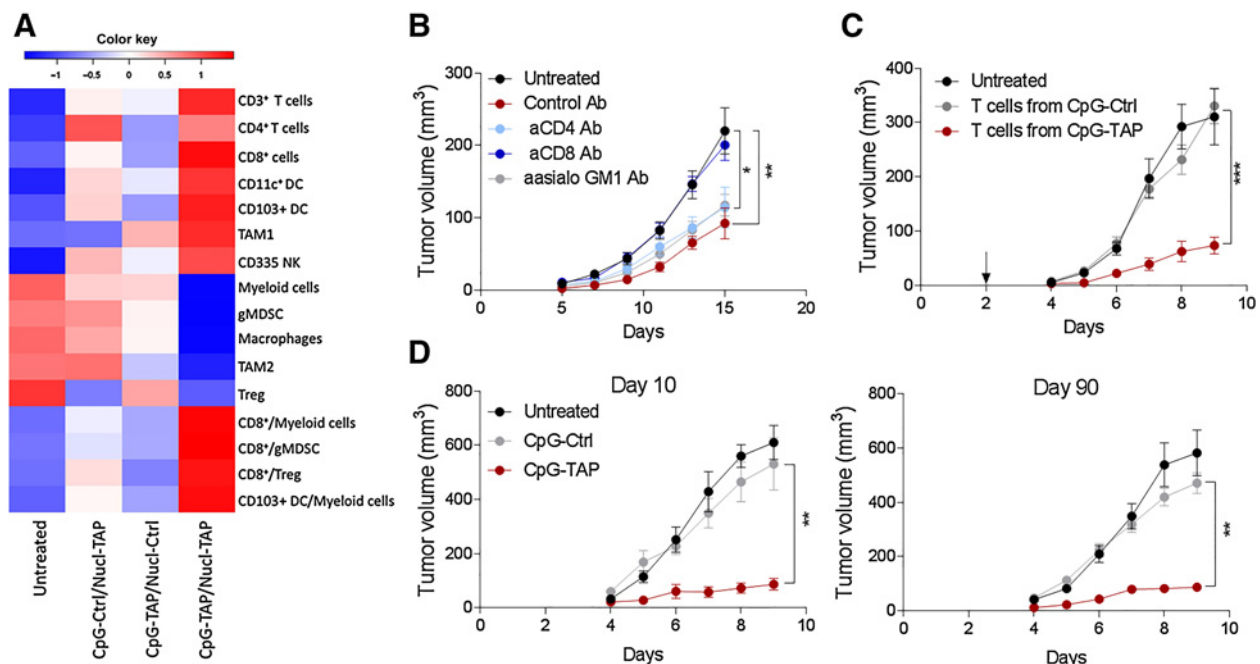 A
Color key
−1 −0.5 0 0.5 1
CD3⁺ T cells
CD4⁺ T cells
CD8⁺ cells
CD11c⁺ DC
CD103+ DC
TAM1
CD335 NK
Myeloid cells
gMDSC
Macrophages
TAM2
Treg
CD8⁺/Myeloid cells
CD8⁺/gMDSC
CD8⁺/Treg
CD103+ DC/Myeloid cells
Untreated
CpG-Ctrl/Nucl-TAP
CpG-TAP/Nucl-Ctrl
CpG-TAP/Nucl-TAP
B
Tumor volume (mm³)
300
200
100
0
0 5 10 15 20
Days
Untreated
Control Ab
aCD4 Ab
aCD8 Ab
aasialo GM1 Ab
*
**
C
Tumor volume (mm³)
400
300
200
100
0
0 2 4 6 8 10
Days
Untreated
T cells from CpG-Ctrl
T cells from CpG-TAP
***
D
Day 10
Tumor volume (mm³)
800
600
400
200
0
0 2 4 6 8 10
Days
Untreated
CpG-Ctrl
CpG-TAP
**
Day 90
Tumor volume (mm³)
800
600
400
200
0
0 2 4 6 8 10
Days
**